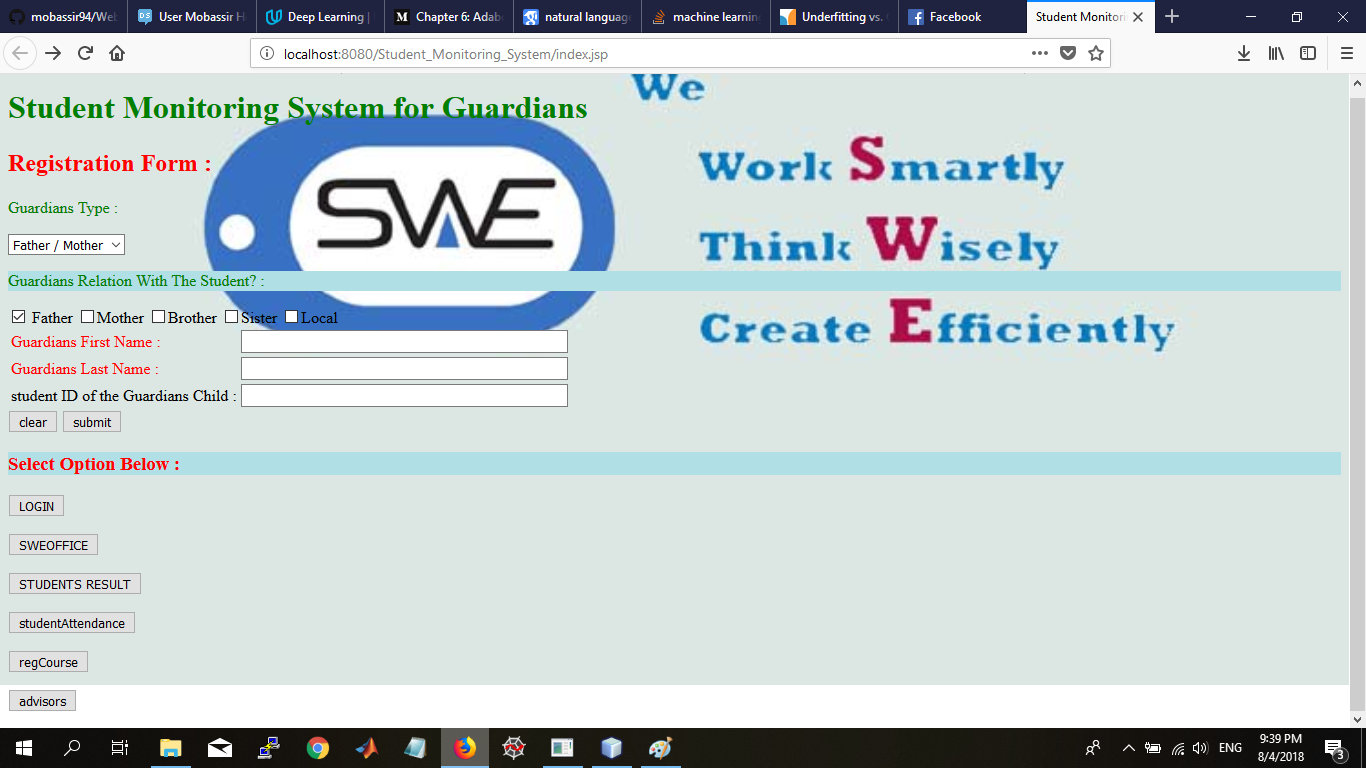 mobassir94/Wel
User Mobassir H
Deep Learning |
Chapter 6: Adab
natural language
machine learning
Underfitting vs.
Facebook
Student Monitori
localhost:8080/Student_Monitoring_System/index.jsp
We
Student Monitoring System for Guardians
Work Smartly
Registration Form :
Guardians Type :
SWE
Think Wisely
Father / Mother
Guardians Relation With The Student? :
Father Mother Brother Sister Local
Create Efficiently
Guardians First Name :
Guardians Last Name :
student ID of the Guardians Child :
clear submit
Select Option Below :
LOGIN
SWEOFFICE
STUDENTS RESULT
studentAttendance
regCourse
advisors
ENG
9:39 PM
8/4/2018
3